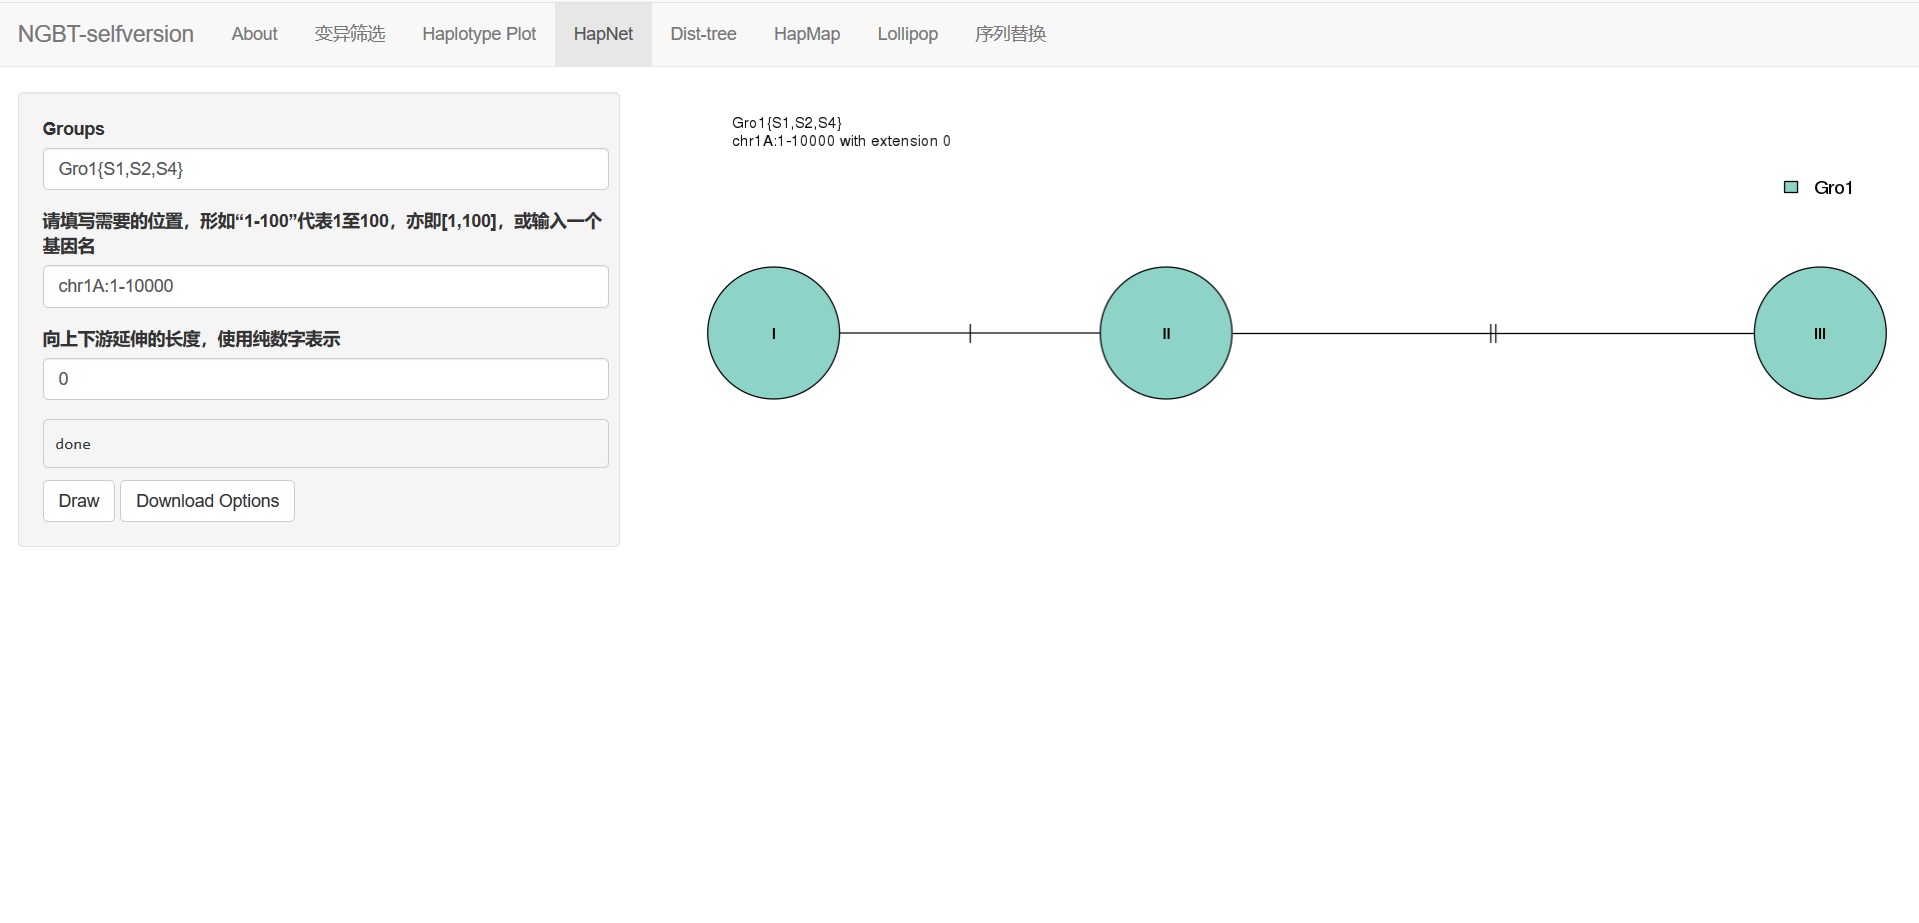 NGBT-selfversion About 变异筛选 Haplotype Plot HapNet Dist-tree HapMap Lollipop 序列替换
Groups
Gro1{S1,S2,S4}
请填写需要的位置，形如“1-100”代表1至100，亦即[1,100]，或输入一个
基因名
chr1A:1-10000
向上下游延伸的长度，使用纯数字表示
0
done
Draw Download Options
Gro1{S1,S2,S4}
chr1A:1-10000 with extension 0
Gro1
I II III